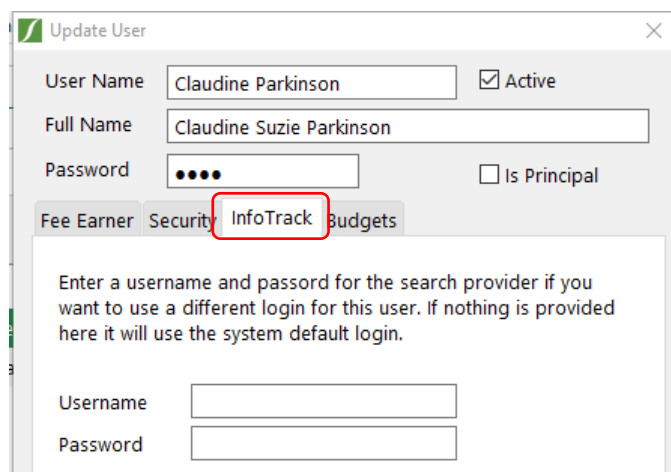 Update User
User Name Claudine Parkinson Active
Full Name Claudine Suzie Parkinson
Password •••• Is Principal
Fee Earner Security InfoTrack Budgets
Enter a username and passord for the search provider if you
want to use a different login for this user. If nothing is provided
here it will use the system default login.
Username
Password